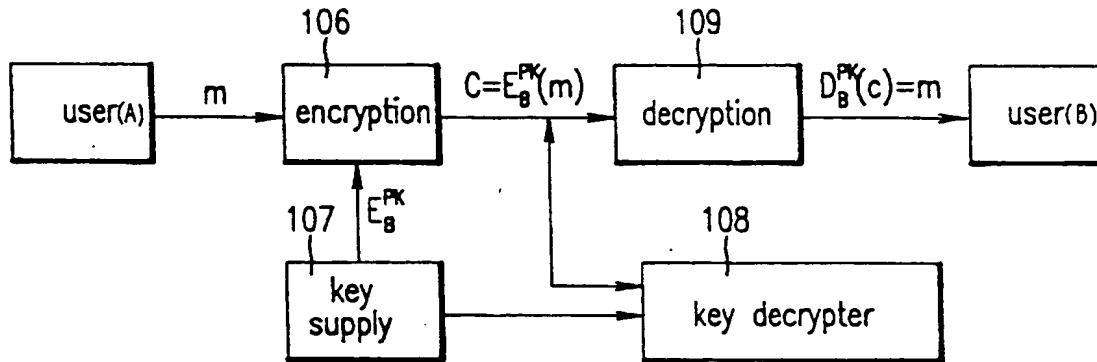 106
109
user(A)
m
encryption
C=E_B^PK(m)
decryption
D_B^PK(c)=m
user(B)
E_B^PK
107
108
key
supply
key decrypter